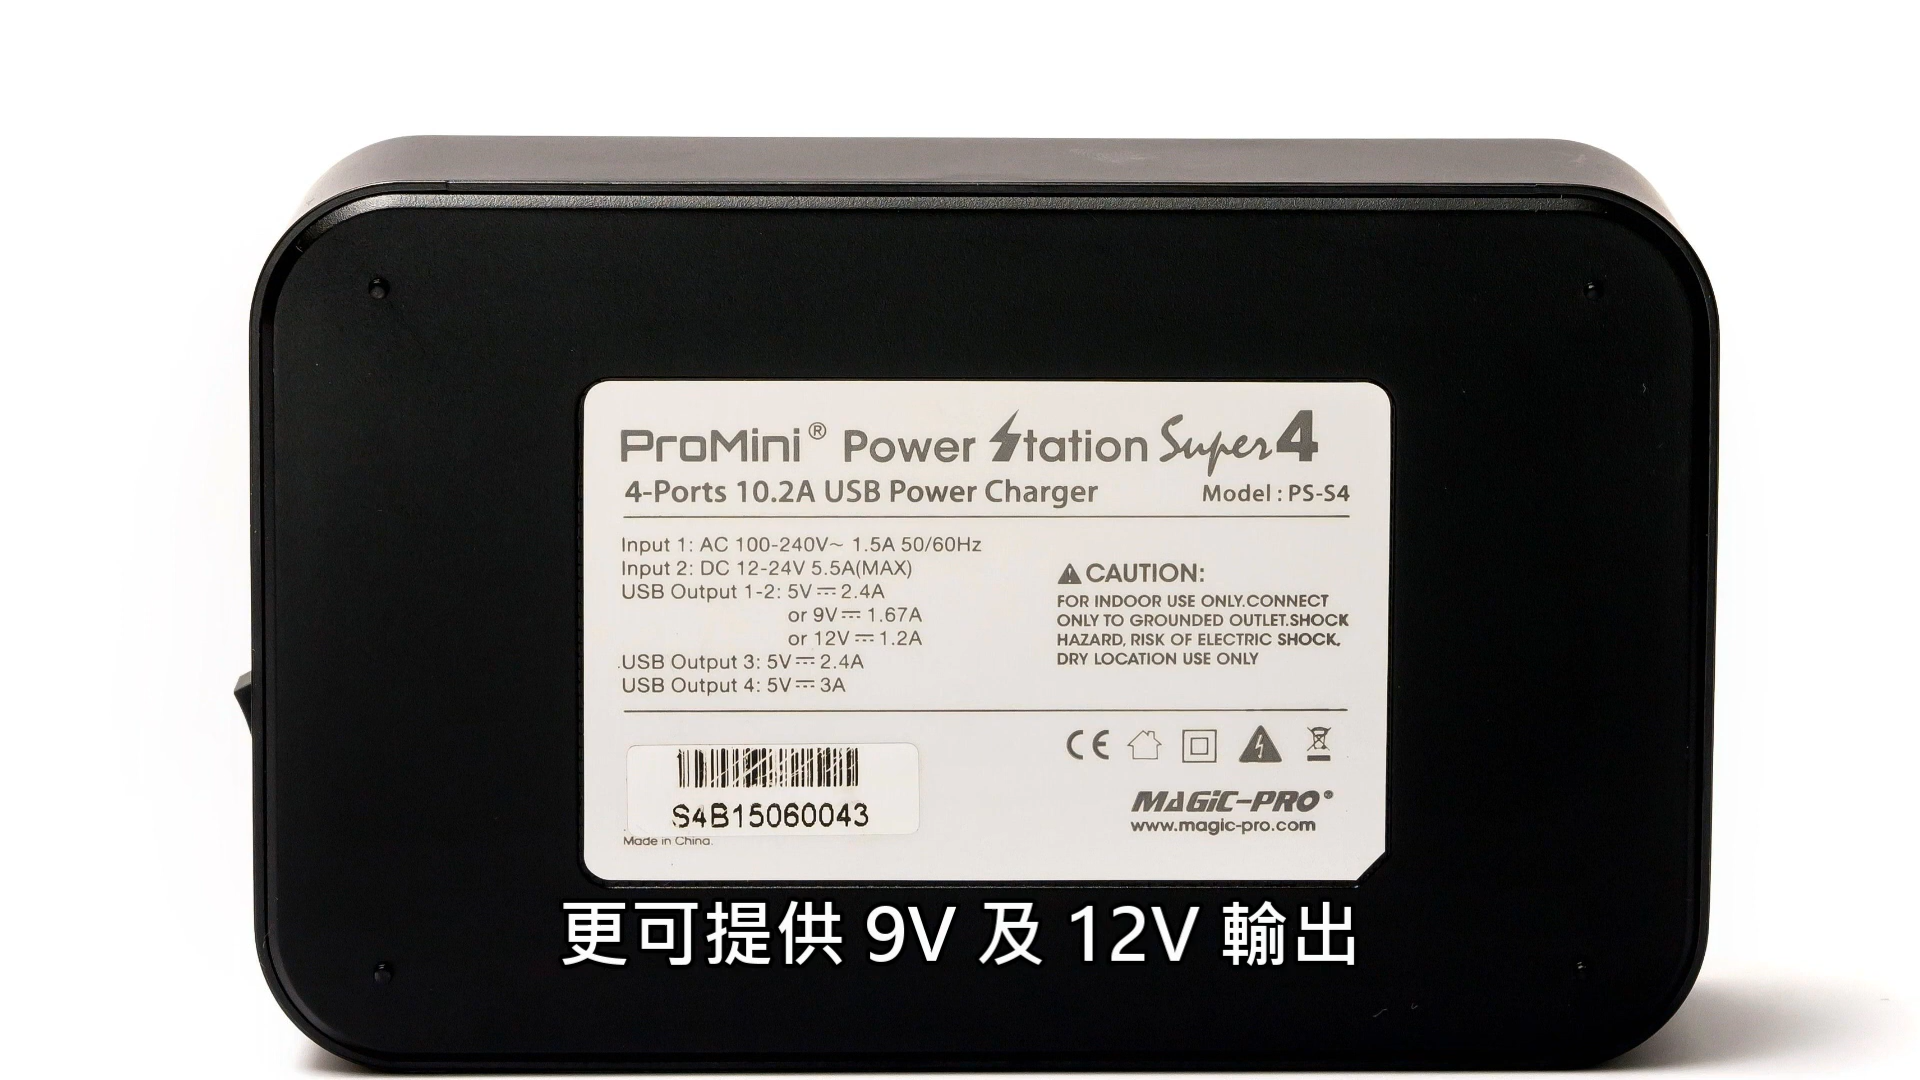 ProMini® Power Station Super 4
4-Ports 10.2A USB Power Charger Model : PS-S4
Input 1: AC 100-240V~ 1.5A 50/60Hz
Input 2: DC 12-24V 5.5A(MAX)
USB Output 1-2: 5V⎓2.4A
or 9V⎓1.67A
or 12V⎓1.2A
USB Output 3: 5V⎓2.4A
USB Output 4: 5V⎓3A
CAUTION:
FOR INDOOR USE ONLY.CONNECT
ONLY TO GROUNDED OUTLET.SHOCK
HAZARD, RISK OF ELECTRIC SHOCK,
DRY LOCATION USE ONLY
CE
S4B15060043
Made in China.
MAGIC-PRO®
www.magic-pro.com
更可提供 9V 及 12V 輸出